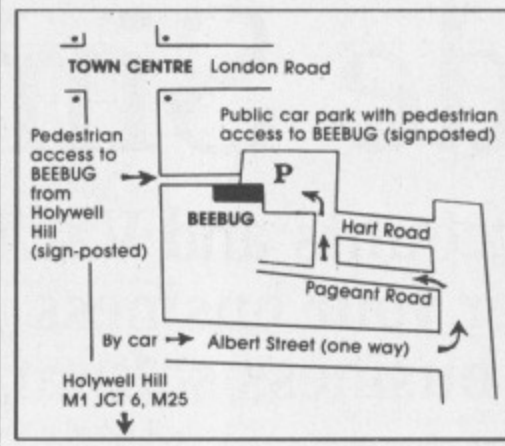 TOWN CENTRE London Road
Public car park with pedestrian
access to BEEBUG (signposted)
Pedestrian
access to
BEEBUG
from
Holywell
Hill
(sign-posted)
P
BEEBUG
Hart Road
Pageant Road
By car
Albert Street (one way)
Holywell Hill
M1 JCT 6, M25